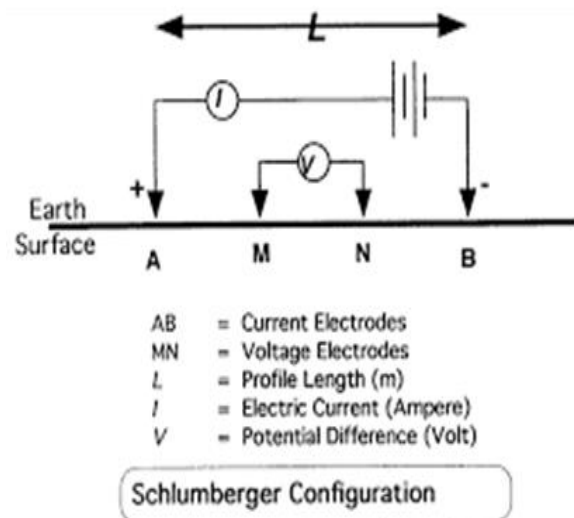 L
I
V
+
-
Earth
Surface
A M N B
AB = Current Electrodes
MN = Voltage Electrodes
L = Profile Length (m)
I = Electric Current (Ampere)
V = Potential Difference (Volt)
Schlumberger Configuration